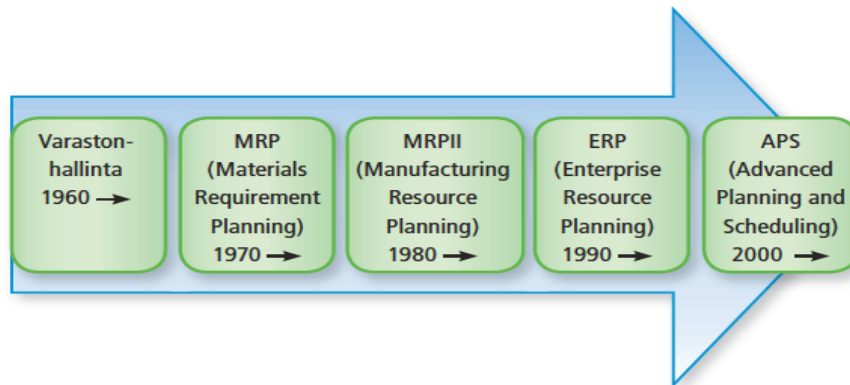 Varaston-
hallinta
1960 →
MRP
(Materials
Requirement
Planning)
1970 →
MRPII
(Manufacturing
Resource
Planning)
1980 →
ERP
(Enterprise
Resource
Planning)
1990 →
APS
(Advanced
Planning and
Scheduling)
2000 →